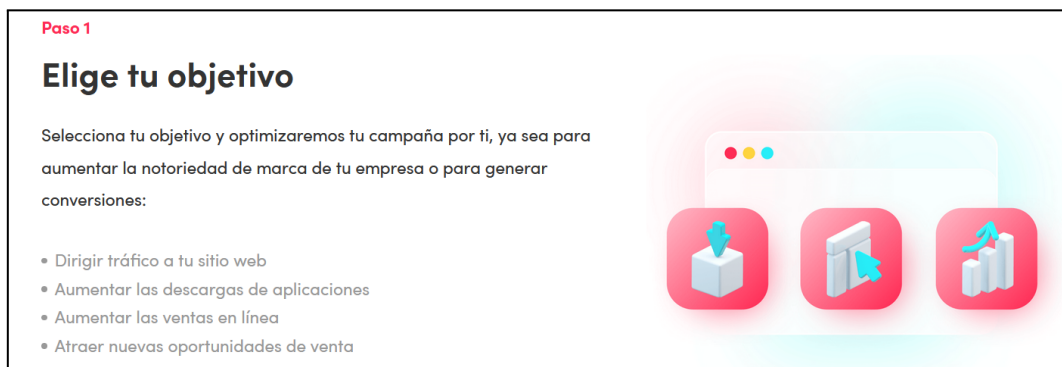 Paso 1
Elige tu objetivo
Selecciona tu objetivo y optimizaremos tu campaña por ti, ya sea para
aumentar la notoriedad de marca de tu empresa o para generar
conversiones:
• Dirigir tráfico a tu sitio web
• Aumentar las descargas de aplicaciones
• Aumentar las ventas en línea
• Atraer nuevas oportunidades de venta